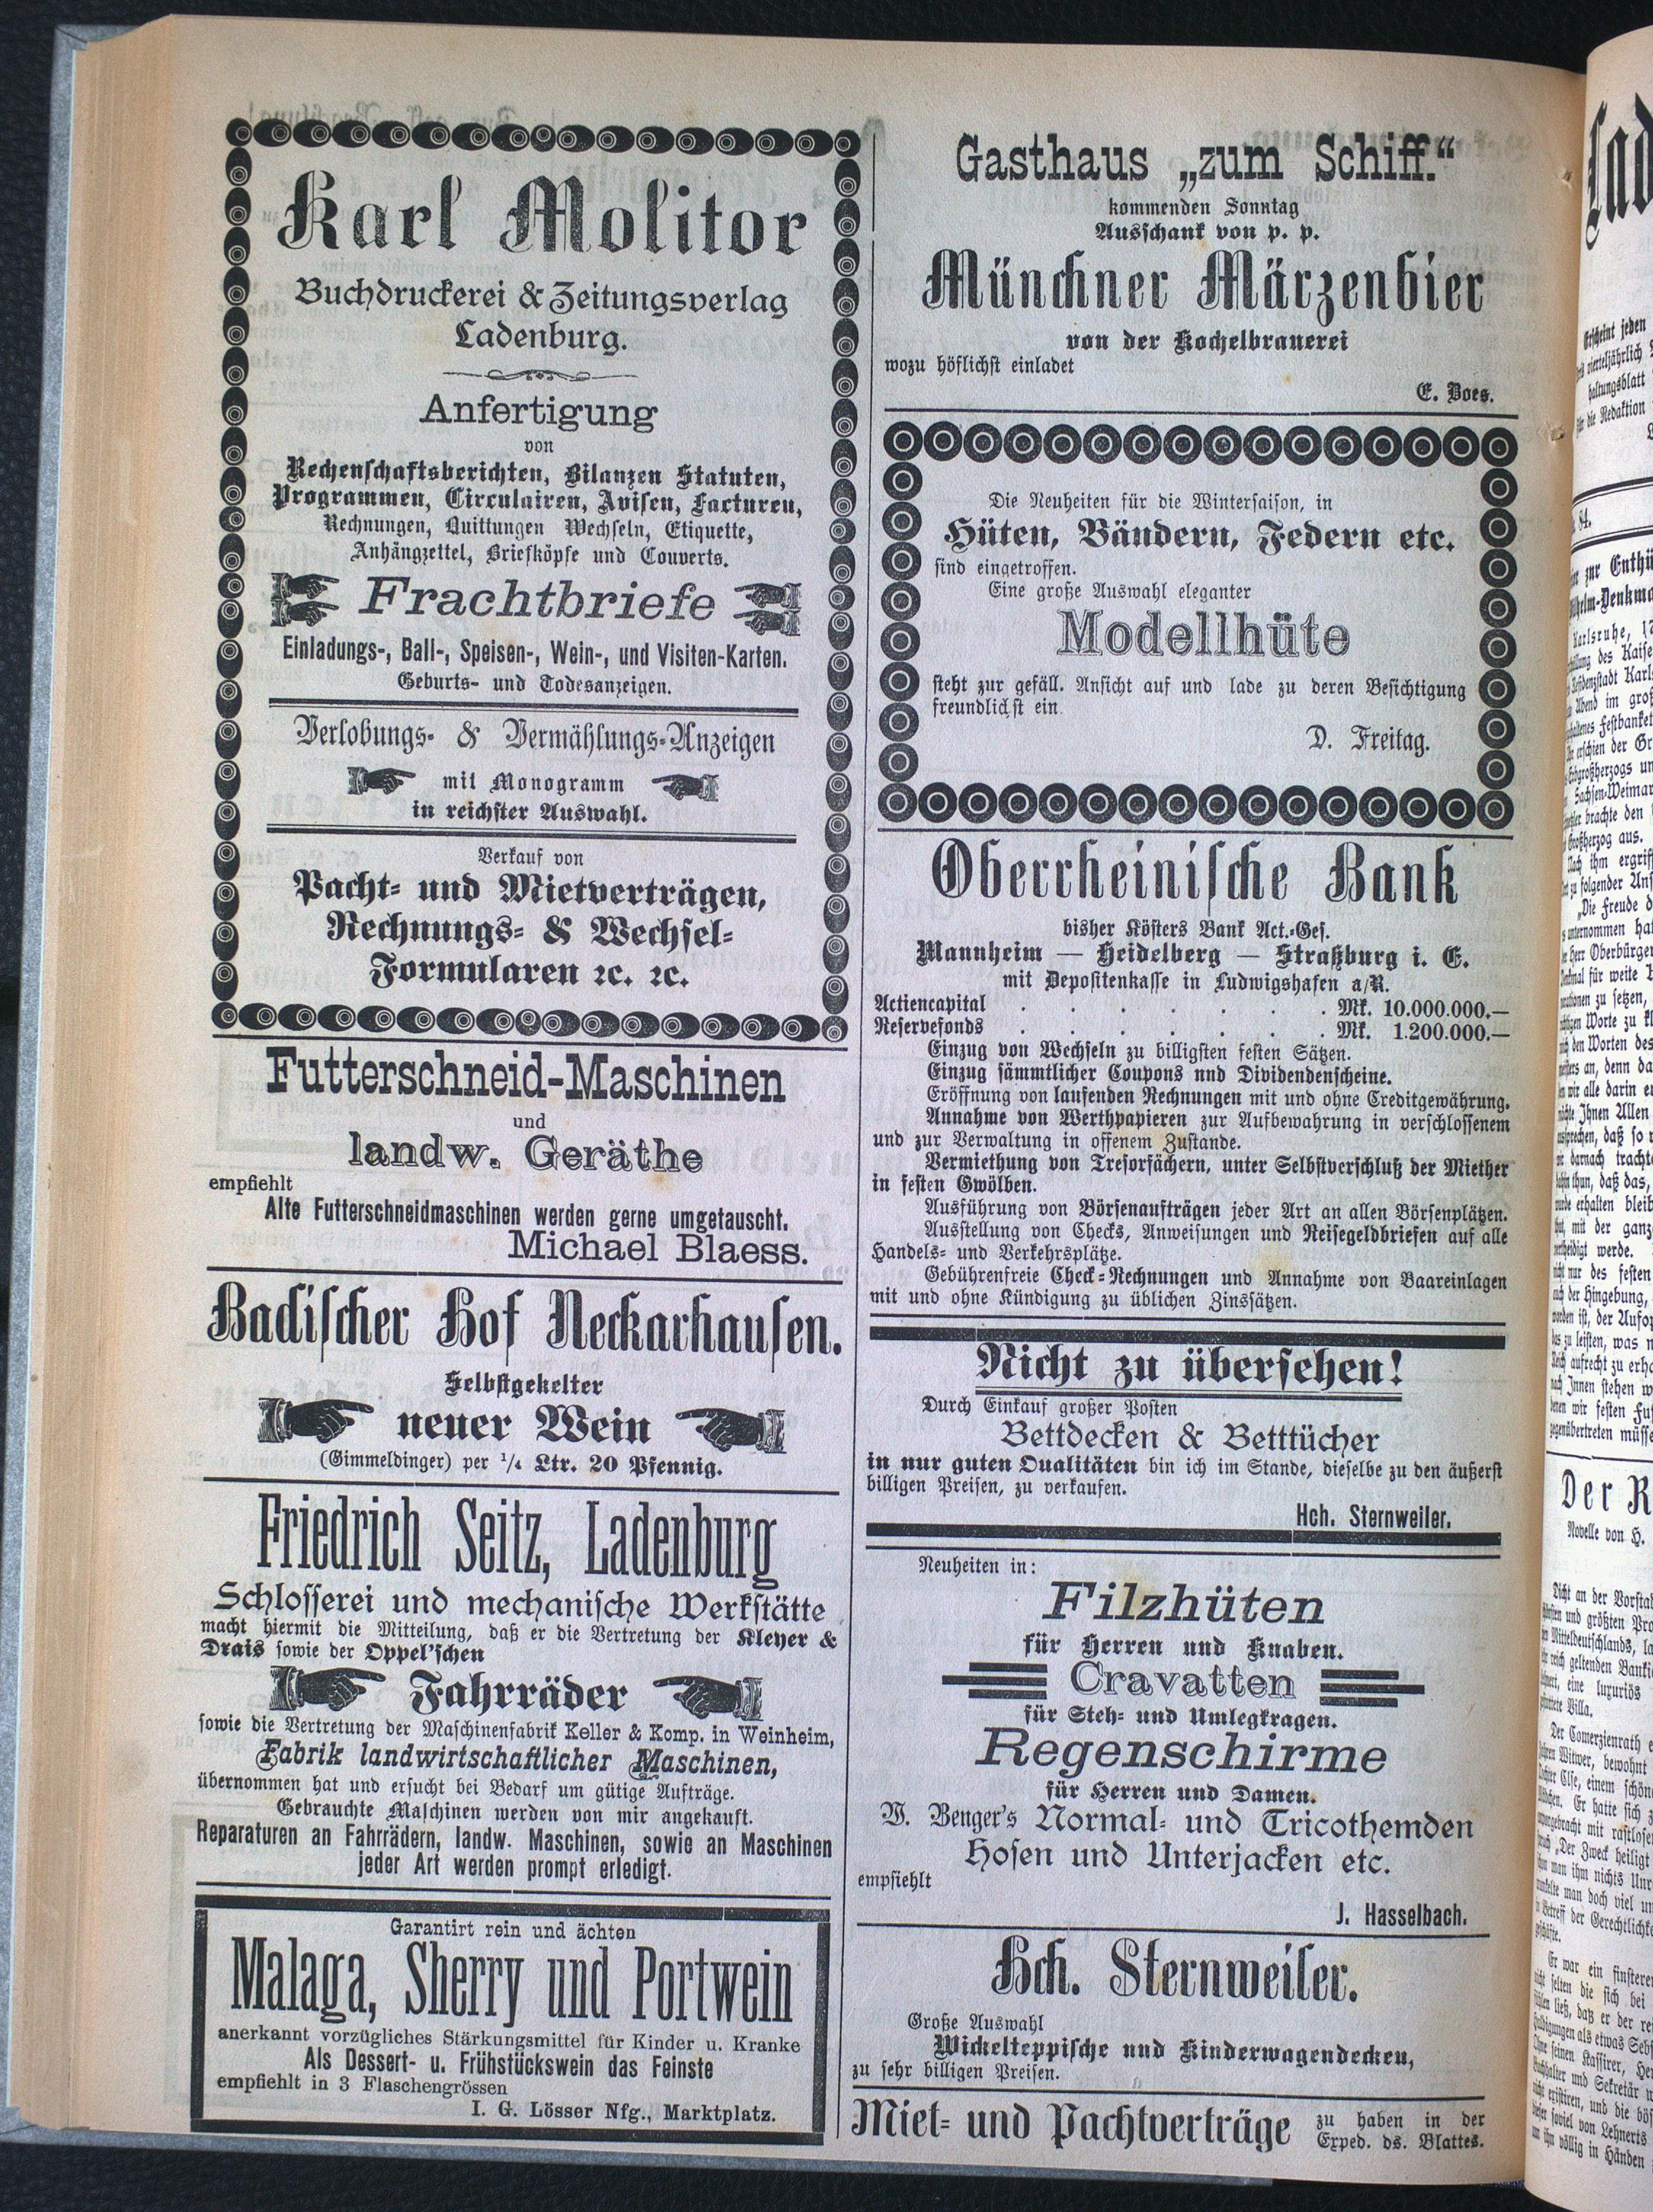 Karl Molitor
Buchdruckerei & Zeitungsverlag
Ladenburg.
Anfertigung
von
Rechenschaftsberichten, Bilanzen Statuten,
Programmen, Circulairen, Avisen, Facturen,
Rechnungen, Quittungen Wechseln, Etiquette,
Anhängzettel, Briefköpfe und Couverts.
Frachtbriefe
Einladungs-, Ball-, Speisen-, Wein-, und Visiten-Karten.
Geburts- und Todesanzeigen.
Verlobungs- & Vermählungs-Anzeigen
mit Monogramm
in reichster Auswahl.
Verkauf von
Pacht- und Mietverträgen,
Rechnungs- & Wechsel-
Formularen ꝛc. ꝛc.
Futterschneid-Maschinen
und
landw. Geräthe
empfiehlt
Alte Futterschneidmaschinen werden gerne umgetauscht.
Michael Blaess.
Badischer Hof Neckarhausen.
Selbstgekelter
neuer Wein
(Gimmeldinger) per 1/4 Ltr. 20 Pfennig.
Friedrich Seitz, Ladenburg
Schlosserei und mechanische Werkstätte
macht hiermit die Mitteilung, daß er die Vertretung der Kleyer &
Drais sowie der Oppel'schen
Fahrräder
sowie die Vertretung der Maschinenfabrik Keller & Komp. in Weinheim,
Fabrik landwirtschaftlicher Maschinen,
übernommen hat und ersucht bei Bedarf um gütige Aufträge.
Gebrauchte Maschinen werden von mir angekauft.
Reparaturen an Fahrrädern, landw. Maschinen, sowie an Maschinen
jeder Art werden prompt erledigt.
Garantirt rein und ächten
Malaga, Sherry und Portwein
anerkannt vorzügliches Stärkungsmittel für Kinder u. Kranke
Als Dessert- u. Frühstückswein das Feinste
empfiehlt in 3 Flaschengrössen
I. G. Lösser Nfg., Marktplatz.
Gasthaus „zum Schiff."
kommenden Sonntag
Ausschank von p. p.
Münchner Märzenbier
von der Kochelbrauerei
wozu höflichst einladet
E. Boes.
Die Neuheiten für die Wintersaison, in
Hüten, Bändern, Federn etc.
sind eingetroffen.
Eine große Auswahl eleganter
Modellhüte
steht zur gefäll. Ansicht auf und lade zu deren Besichtigung
freundlichst ein.
D. Freitag.
Oberrheinische Bank
bisher Kösters Bank Act.-Ges.
Mannheim — Heidelberg — Straßburg i. E.
mit Depositenkasse in Ludwigshafen a/R.
Actiencapital . . . . . . . Mk. 10.000.000.—
Reservefonds . . . . . . . Mk. 1.200.000.—
Einzug von Wechseln zu billigsten festen Sätzen.
Einzug sämmtlicher Coupons und Dividendenscheine.
Eröffnung von laufenden Rechnungen mit und ohne Creditgewährung.
Annahme von Werthpapieren zur Aufbewahrung in verschlossenem
und zur Verwaltung in offenem Zustande.
Vermiethung von Tresorfächern, unter Selbstverschluß der Miether
in festen Gwölben.
Ausführung von Börsenaufträgen jeder Art an allen Börsenplätzen.
Ausstellung von Checks, Anweisungen und Reisegeldbriefen auf alle
Handels- und Verkehrsplätze.
Gebührenfreie Check-Rechnungen und Annahme von Baareinlagen
mit und ohne Kündigung zu üblichen Zinssätzen.
Nicht zu übersehen!
Durch Einkauf großer Posten
Bettdecken & Betttücher
in nur guten Qualitäten bin ich im Stande, dieselbe zu den äußerst
billigen Preisen, zu verkaufen.
Hch. Sternweiler.
Neuheiten in:
Filzhüten
für Herren und Knaben.
Cravatten
für Steh- und Umlegkragen.
Regenschirme
für Herren und Damen.
W. Benger's Normal- und Tricothemden
Hosen und Unterjacken etc.
empfiehlt
J. Hasselbach.
Hch. Sternweiler.
Große Auswahl
Wickelteppische und Kinderwagendecken,
zu sehr billigen Preisen.
Miet- und Pachtverträge zu haben in der
Exped. ds. Blattes.